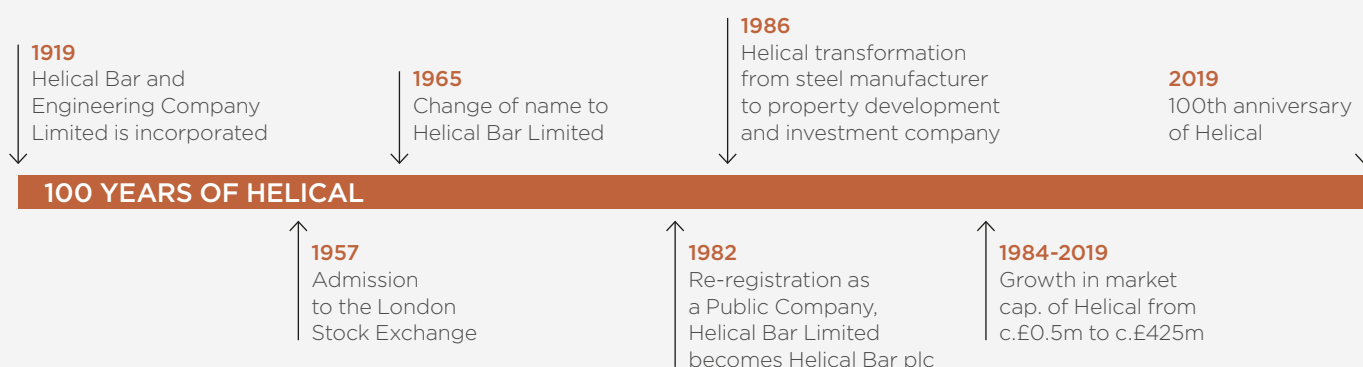 1919
Helical Bar and
Engineering Company
Limited is incorporated
1965
Change of name to
Helical Bar Limited
1986
Helical transformation
from steel manufacturer
to property development
and investment company
2019
100th anniversary
of Helical
100 YEARS OF HELICAL
1957
Admission
to the London
Stock Exchange
1982
Re-registration as
a Public Company,
Helical Bar Limited
becomes Helical Bar plc
1984-2019
Growth in market
cap. of Helical from
c.£0.5m to c.£425m